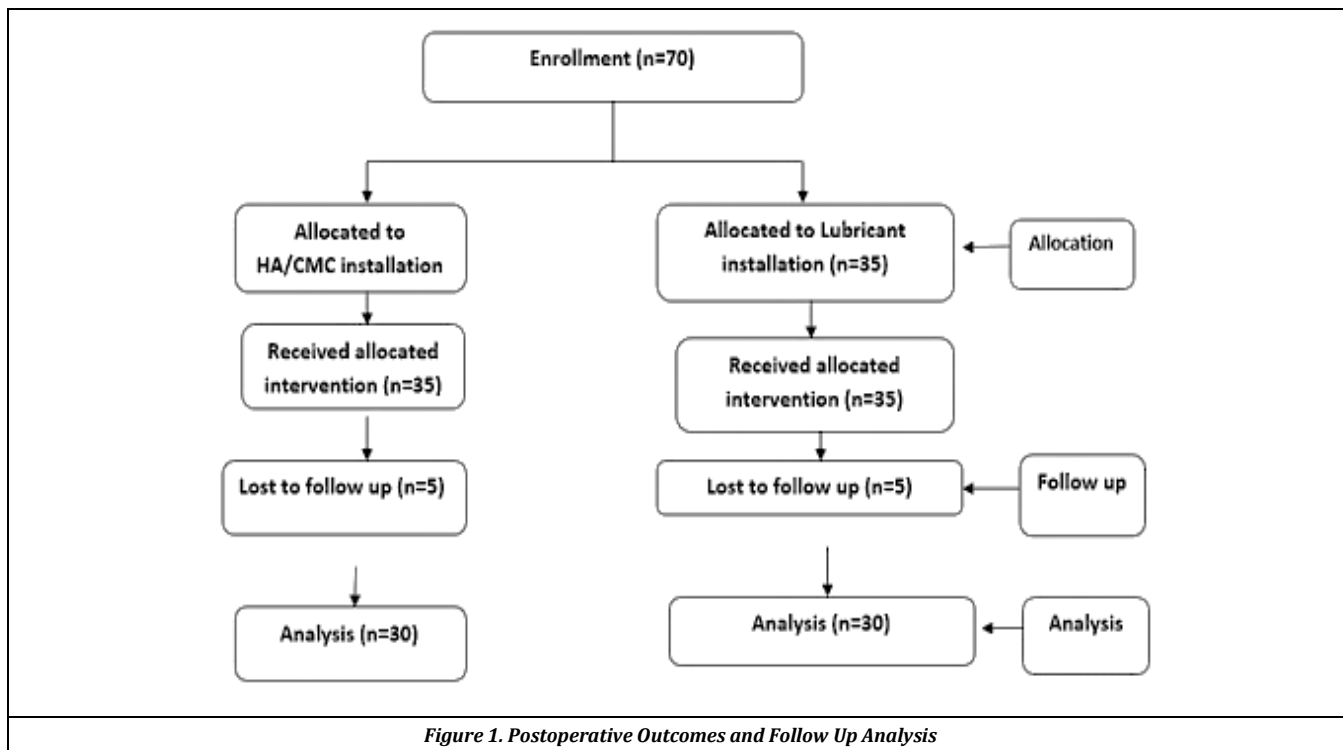 Enrollment (n=70)
Allocated to
HA/CMC installation
Allocated to Lubricant
installation (n=35)
Allocation
Received allocated
intervention (n=35)
Received allocated
intervention (n=35)
Lost to follow up (n=5)
Lost to follow up (n=5)
Follow up
Analysis (n=30)
Analysis (n=30)
Analysis
Figure 1. Postoperative Outcomes and Follow Up Analysis